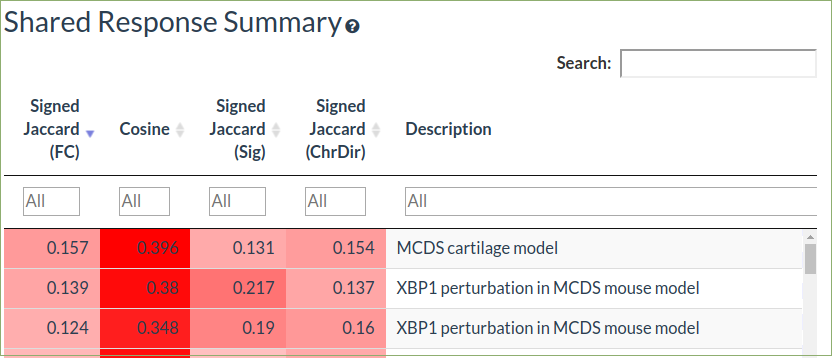 Shared Response Summary ?
Search:
Signed Jaccard (FC) Cosine Signed Jaccard (Sig) Signed Jaccard (ChrDir) Description
All All All All All
0.157 0.396 0.131 0.154 MCDS cartilage model
0.139 0.38 0.217 0.137 XBP1 perturbation in MCDS mouse model
0.124 0.348 0.19 0.16 XBP1 perturbation in MCDS mouse model